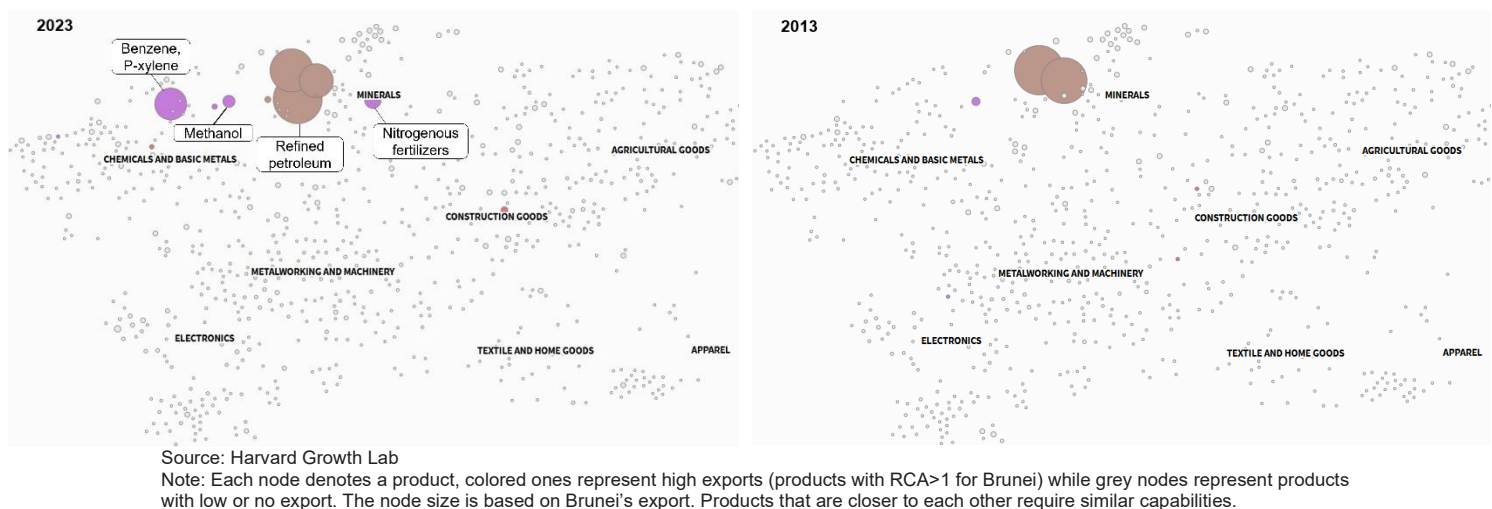 2023
Benzene,
P-xylene
MINERALS
Methanol
Refined
petroleum
Nitrogenous
fertilizers
CHEMICALS AND BASIC METALS
AGRICULTURAL GOODS
CONSTRUCTION GOODS
METALWORKING AND MACHINERY
ELECTRONICS
TEXTILE AND HOME GOODS
APPAREL
2013
MINERALS
CHEMICALS AND BASIC METALS
AGRICULTURAL GOODS
CONSTRUCTION GOODS
METALWORKING AND MACHINERY
ELECTRONICS
TEXTILE AND HOME GOODS
APPAREL
Source: Harvard Growth Lab
Note: Each node denotes a product, colored ones represent high exports (products with RCA>1 for Brunei) while grey nodes represent products
with low or no export. The node size is based on Brunei's export. Products that are closer to each other require similar capabilities.